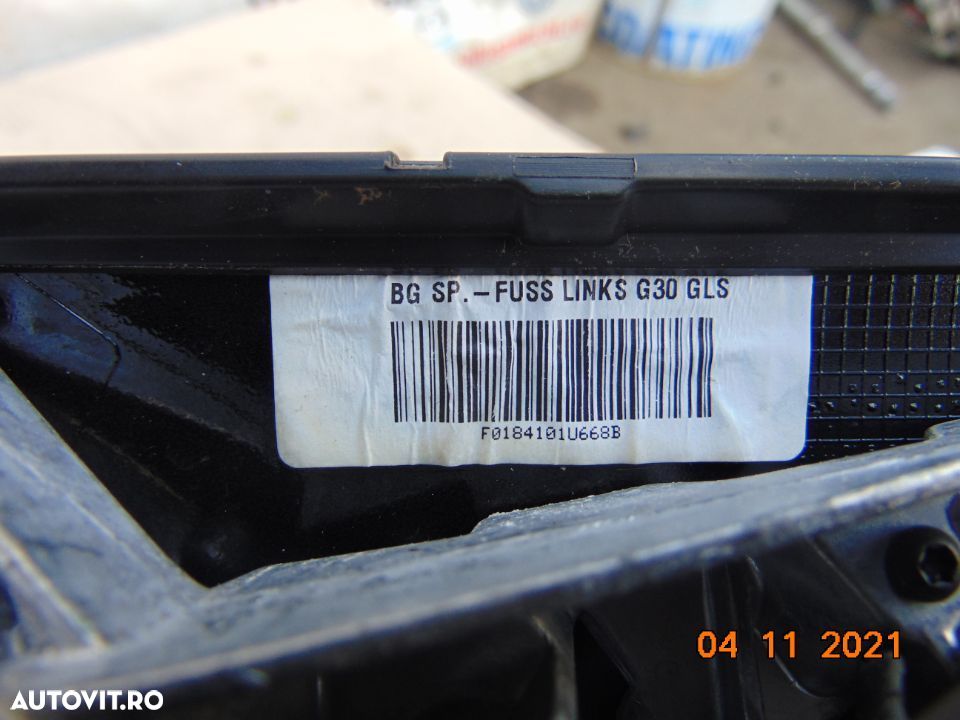 BG SP.-FUSS LINKS G30 GLS
F0184101U668B
04 11 2021
AUTOVIT.RO